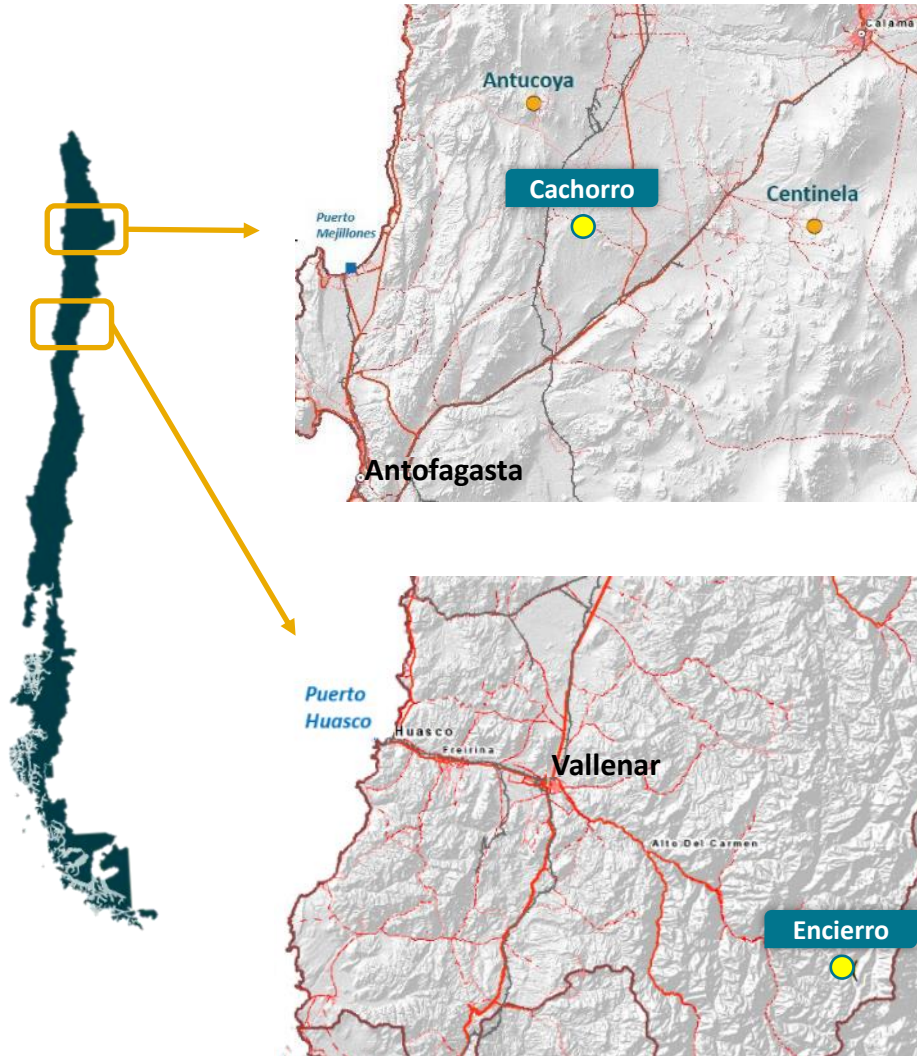 Calama
Antucoya
Cachorro
Centinela
Puerto
Mejillones
Antofagasta
Puerto
Huasco
Huasco
Freirina
Vallenar
Alto Del Carmen
Encierro